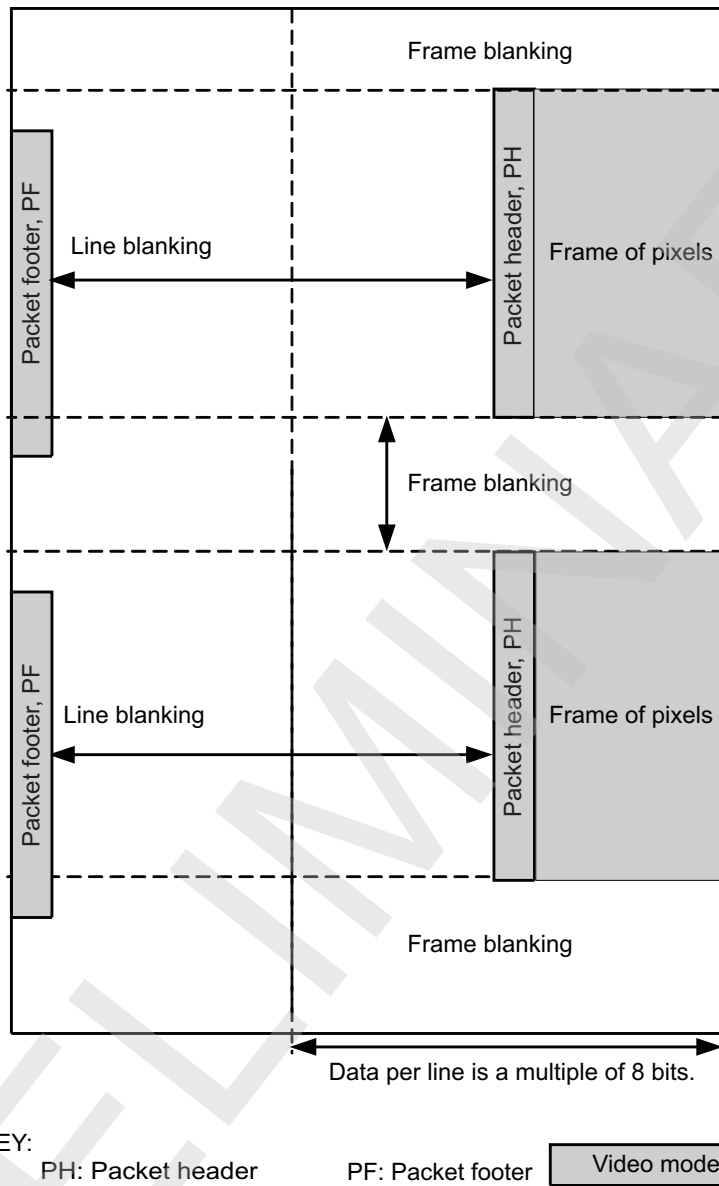 Frame blanking
Packet footer, PF
Line blanking
Packet header, PH
Frame of pixels
Frame blanking
Packet footer, PF
Line blanking
Packet header, PH
Frame of pixels
Frame blanking
Data per line is a multiple of 8 bits.
EY:
PH: Packet header PF: Packet footer Video mode